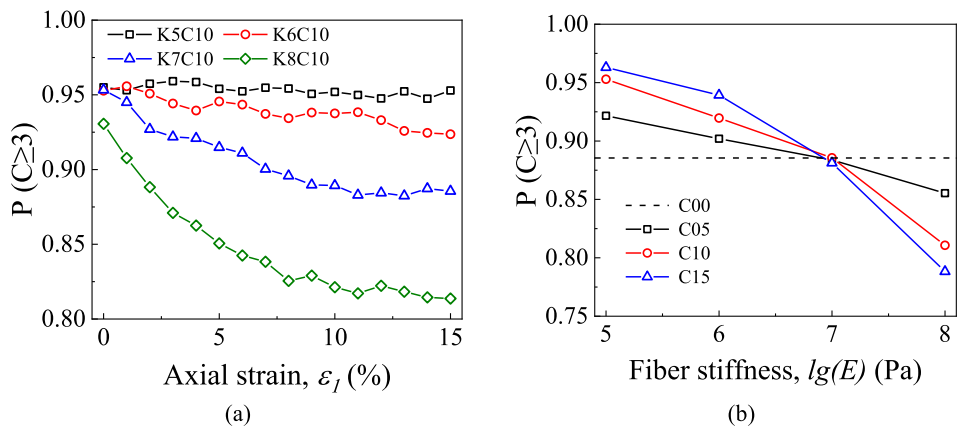 1.00
0.95
0.90
0.85
0.80
P (C≥3)
K5C10 K6C10
K7C10 K8C10
0 5 10 15
Axial strain, ε1 (%)
(a)
1.00
0.95
0.90
0.85
0.80
0.75
P (C≥3)
C00
C05
C10
C15
5 6 7 8
Fiber stiffness, lg(E) (Pa)
(b)